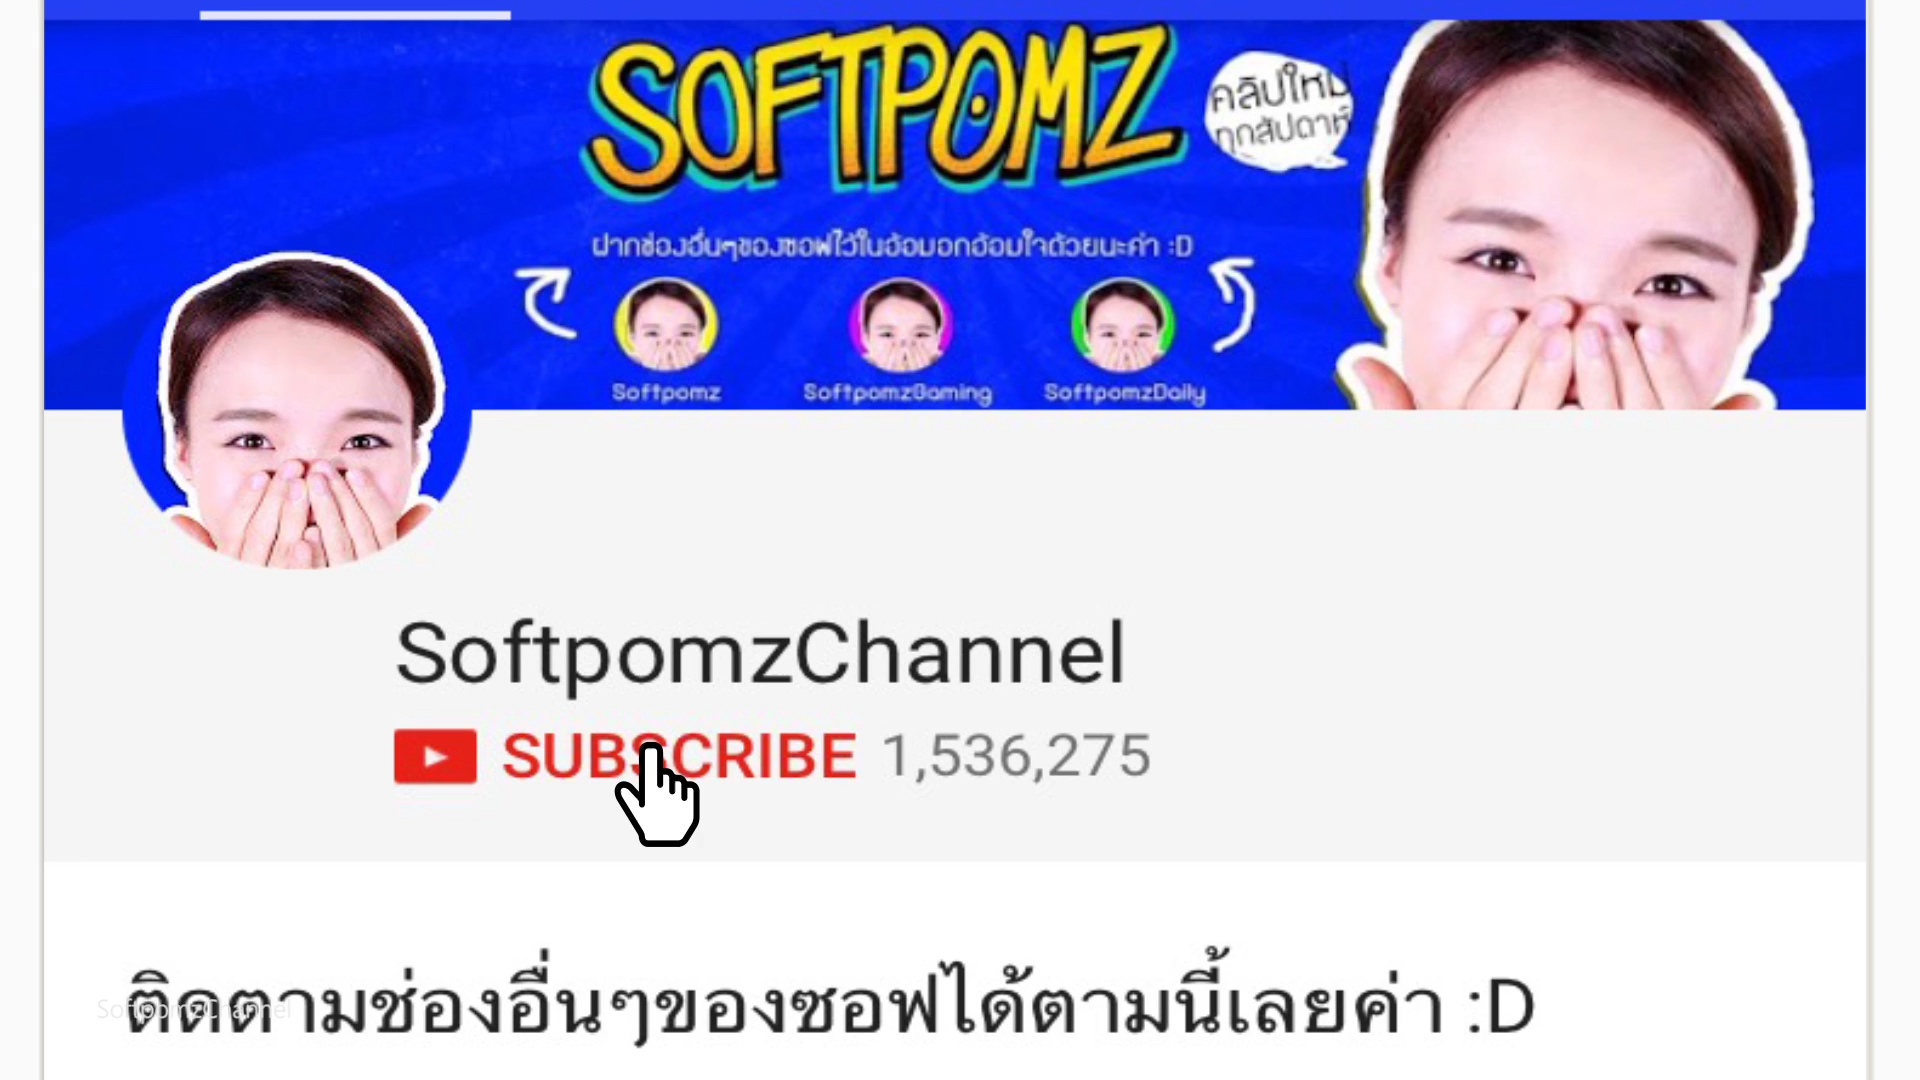 SOFTPOMZ
คลิปใหม่
ทุกสัปดาห์
ฝากช่องอื่นๆของซอฟไว้ในอ้อมอกอ้อมใจด้วยนะค่า :D
Softpomz
SoftpomzGaming
SoftpomzDaily
SoftpomzChannel
SUBSCRIBE 1,536,275
ติดตามช่องอื่นๆของซอฟได้ตามนี้เลยค่า :D
SoftpomzChannel